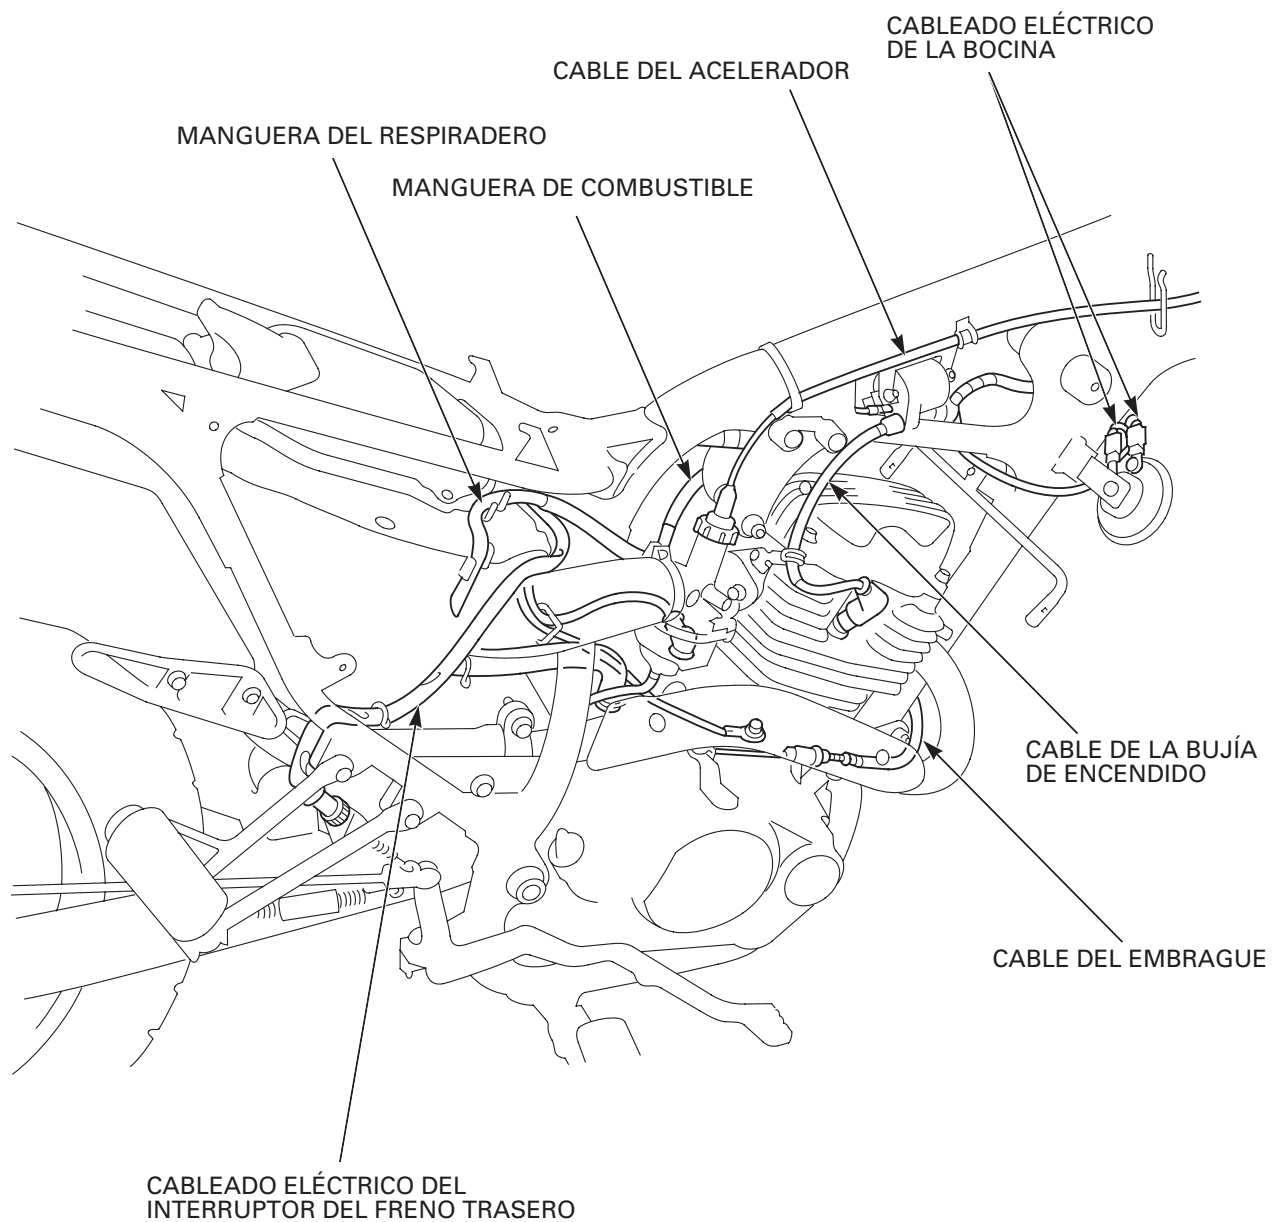 CABLEADO ELÉCTRICO
DE LA BOCINA
CABLE DEL ACELERADOR
MANGUERA DEL RESPIRADERO
MANGUERA DE COMBUSTIBLE
CABLE DE LA BUJÍA
DE ENCENDIDO
CABLE DEL EMBRAGUE
CABLEADO ELÉCTRICO DEL
INTERRUPTOR DEL FRENO TRASERO